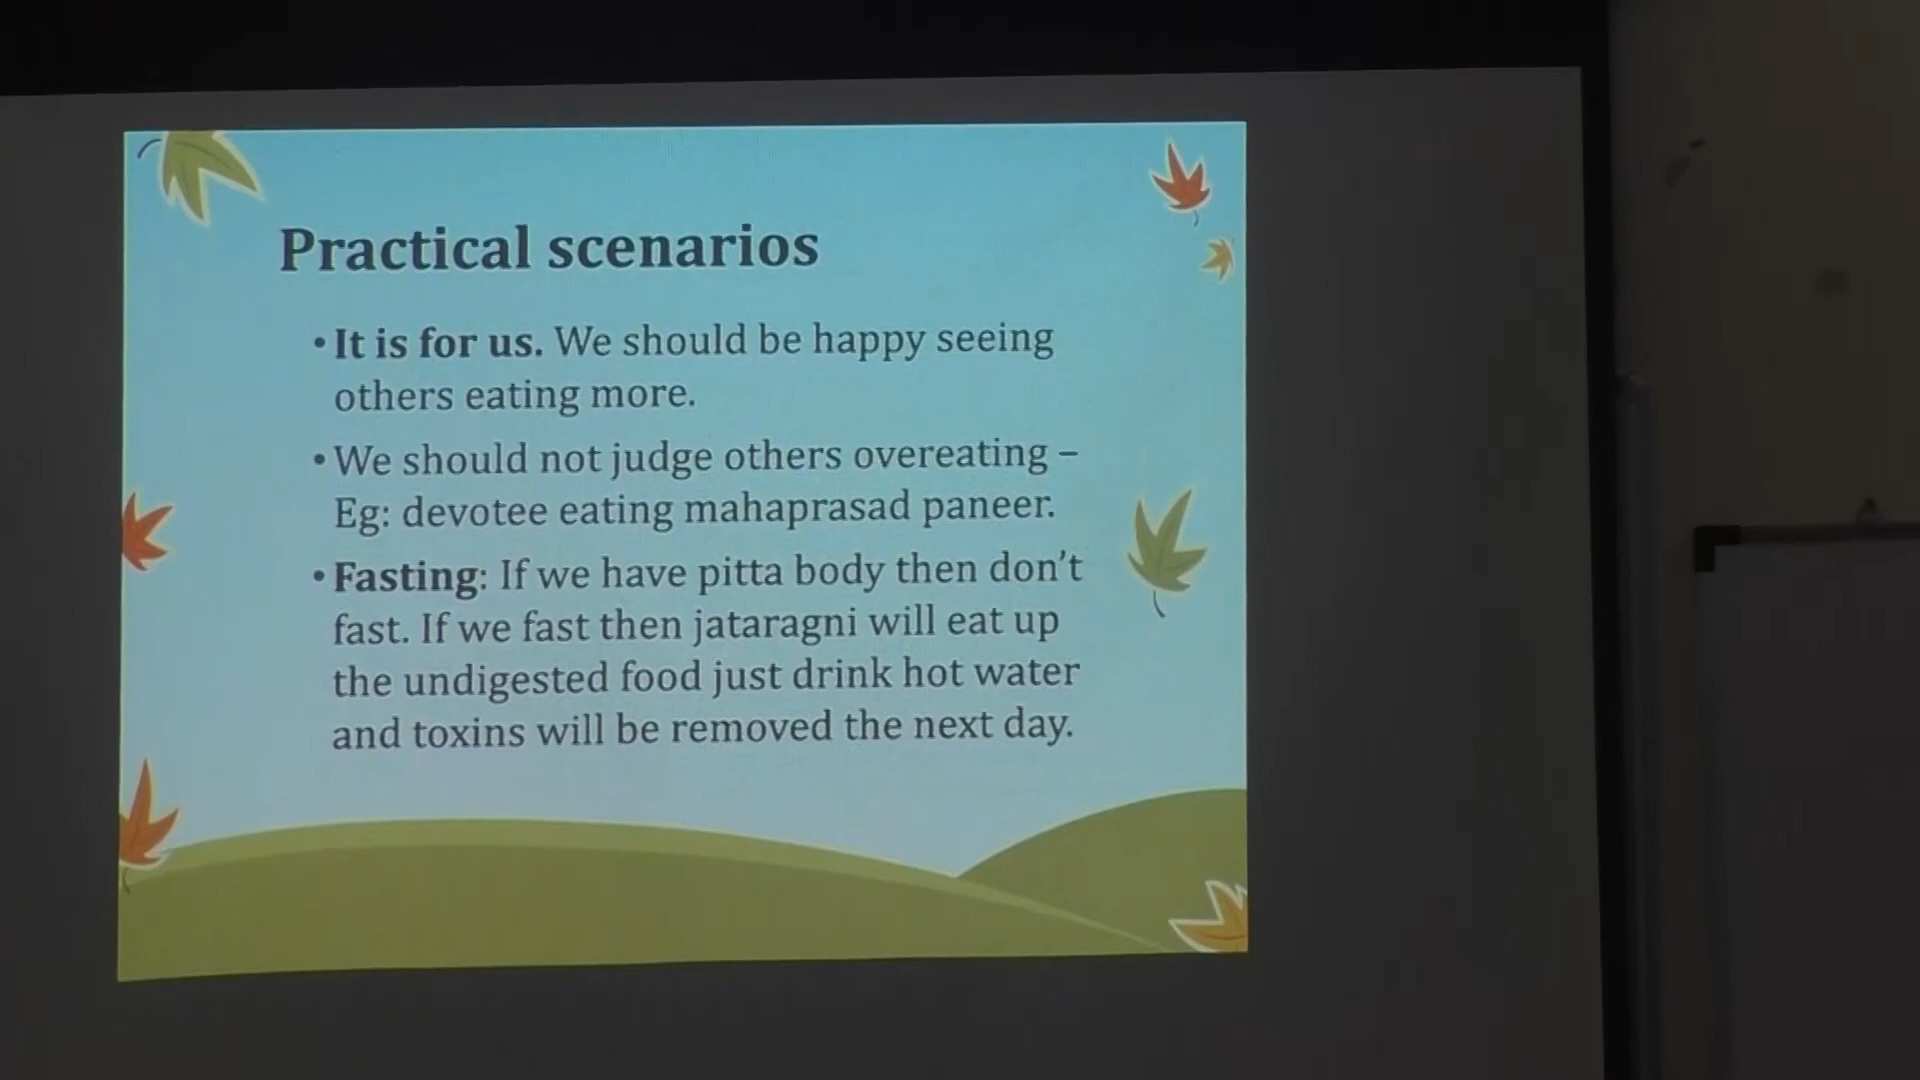 Practical scenarios
• It is for us. We should be happy seeing
others eating more.
• We should not judge others overeating –
Eg: devotee eating mahaprasad paneer.
• Fasting: If we have pitta body then don't
fast. If we fast then jataragni will eat up
the undigested food just drink hot water
and toxins will be removed the next day.